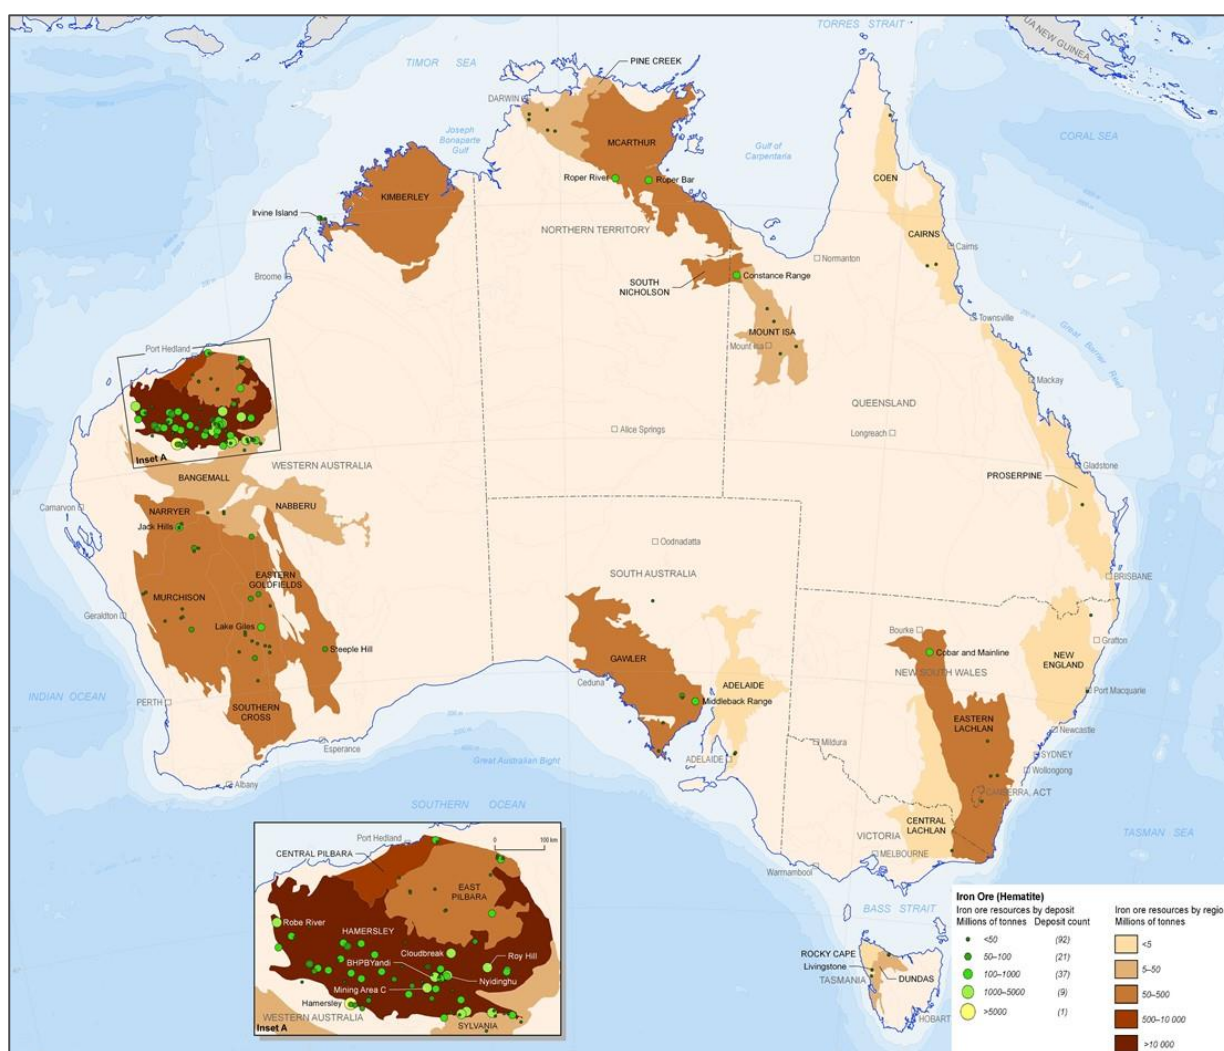 TORRES STRAIT
UA NEW GUINEA
PINE CREEK
TIMOR SEA
DARWIN
Joseph
Bonaparte
Gulf
MCARTHUR
Gulf of
Carpentaria
CORAL SEA
Roper River
Roper Bar
COEN
KIMBERLEY
Irvine Island
NORTHERN TERRITORY
CAIRNS
Cairns
Normanton
Broome
SOUTH
NICHOLSON
Constance Range
Townsville
MOUNT ISA
Mount Isa
Great Barrier Reef
Port Hedland
Mackay
QUEENSLAND
Alice Springs
Longreach
Inset A
WESTERN AUSTRALIA
BANGEMALL
PROSERPINE
Gladstone
Carnarvon
NARRYER
NABBERU
Jack Hills
Oodnadatta
EASTERN
GOLDFIELDS
SOUTH AUSTRALIA
BRISBANE
MURCHISON
Geraldton
Lake Giles
Steeple Hill
Bourke
Grafton
Cobar and Mainline
NEW
ENGLAND
NEW SOUTH WALES
GAWLER
Ceduna
ADELAIDE
Port Macquarie
INDIAN OCEAN
PERTH
Middleback Range
SOUTHERN
CROSS
EASTERN
LACHLAN
Newcastle
Esperance
Mildura
SYDNEY
ADELAIDE
Great Australian Bight
Wollongong
Albany
CANBERRA, ACT
SOUTHERN OCEAN
CENTRAL
LACHLAN
VICTORIA
MELBOURNE
TASMAN SEA
Warrnambool
BASS STRAIT
ROCKY CAPE
Livingstone
DUNDAS
TASMANIA
HOBART
Port Hedland
0 100 km
CENTRAL PILBARA
EAST
PILBARA
Robe River
HAMERSLEY
Cloudbreak
Roy Hill
BHPBYandi
Nyidinghu
Mining Area C
Hamersley
WESTERN AUSTRALIA
SYLVANIA
Inset A
Iron Ore (Hematite)
Iron ore resources by deposit
Millions of tonnes Deposit count
<50 (92)
50–100 (21)
100–1000 (37)
1000–5000 (9)
>5000 (1)
Iron ore resources by regio
Millions of tonnes
<5
5–50
50–500
500–10 000
>10 000